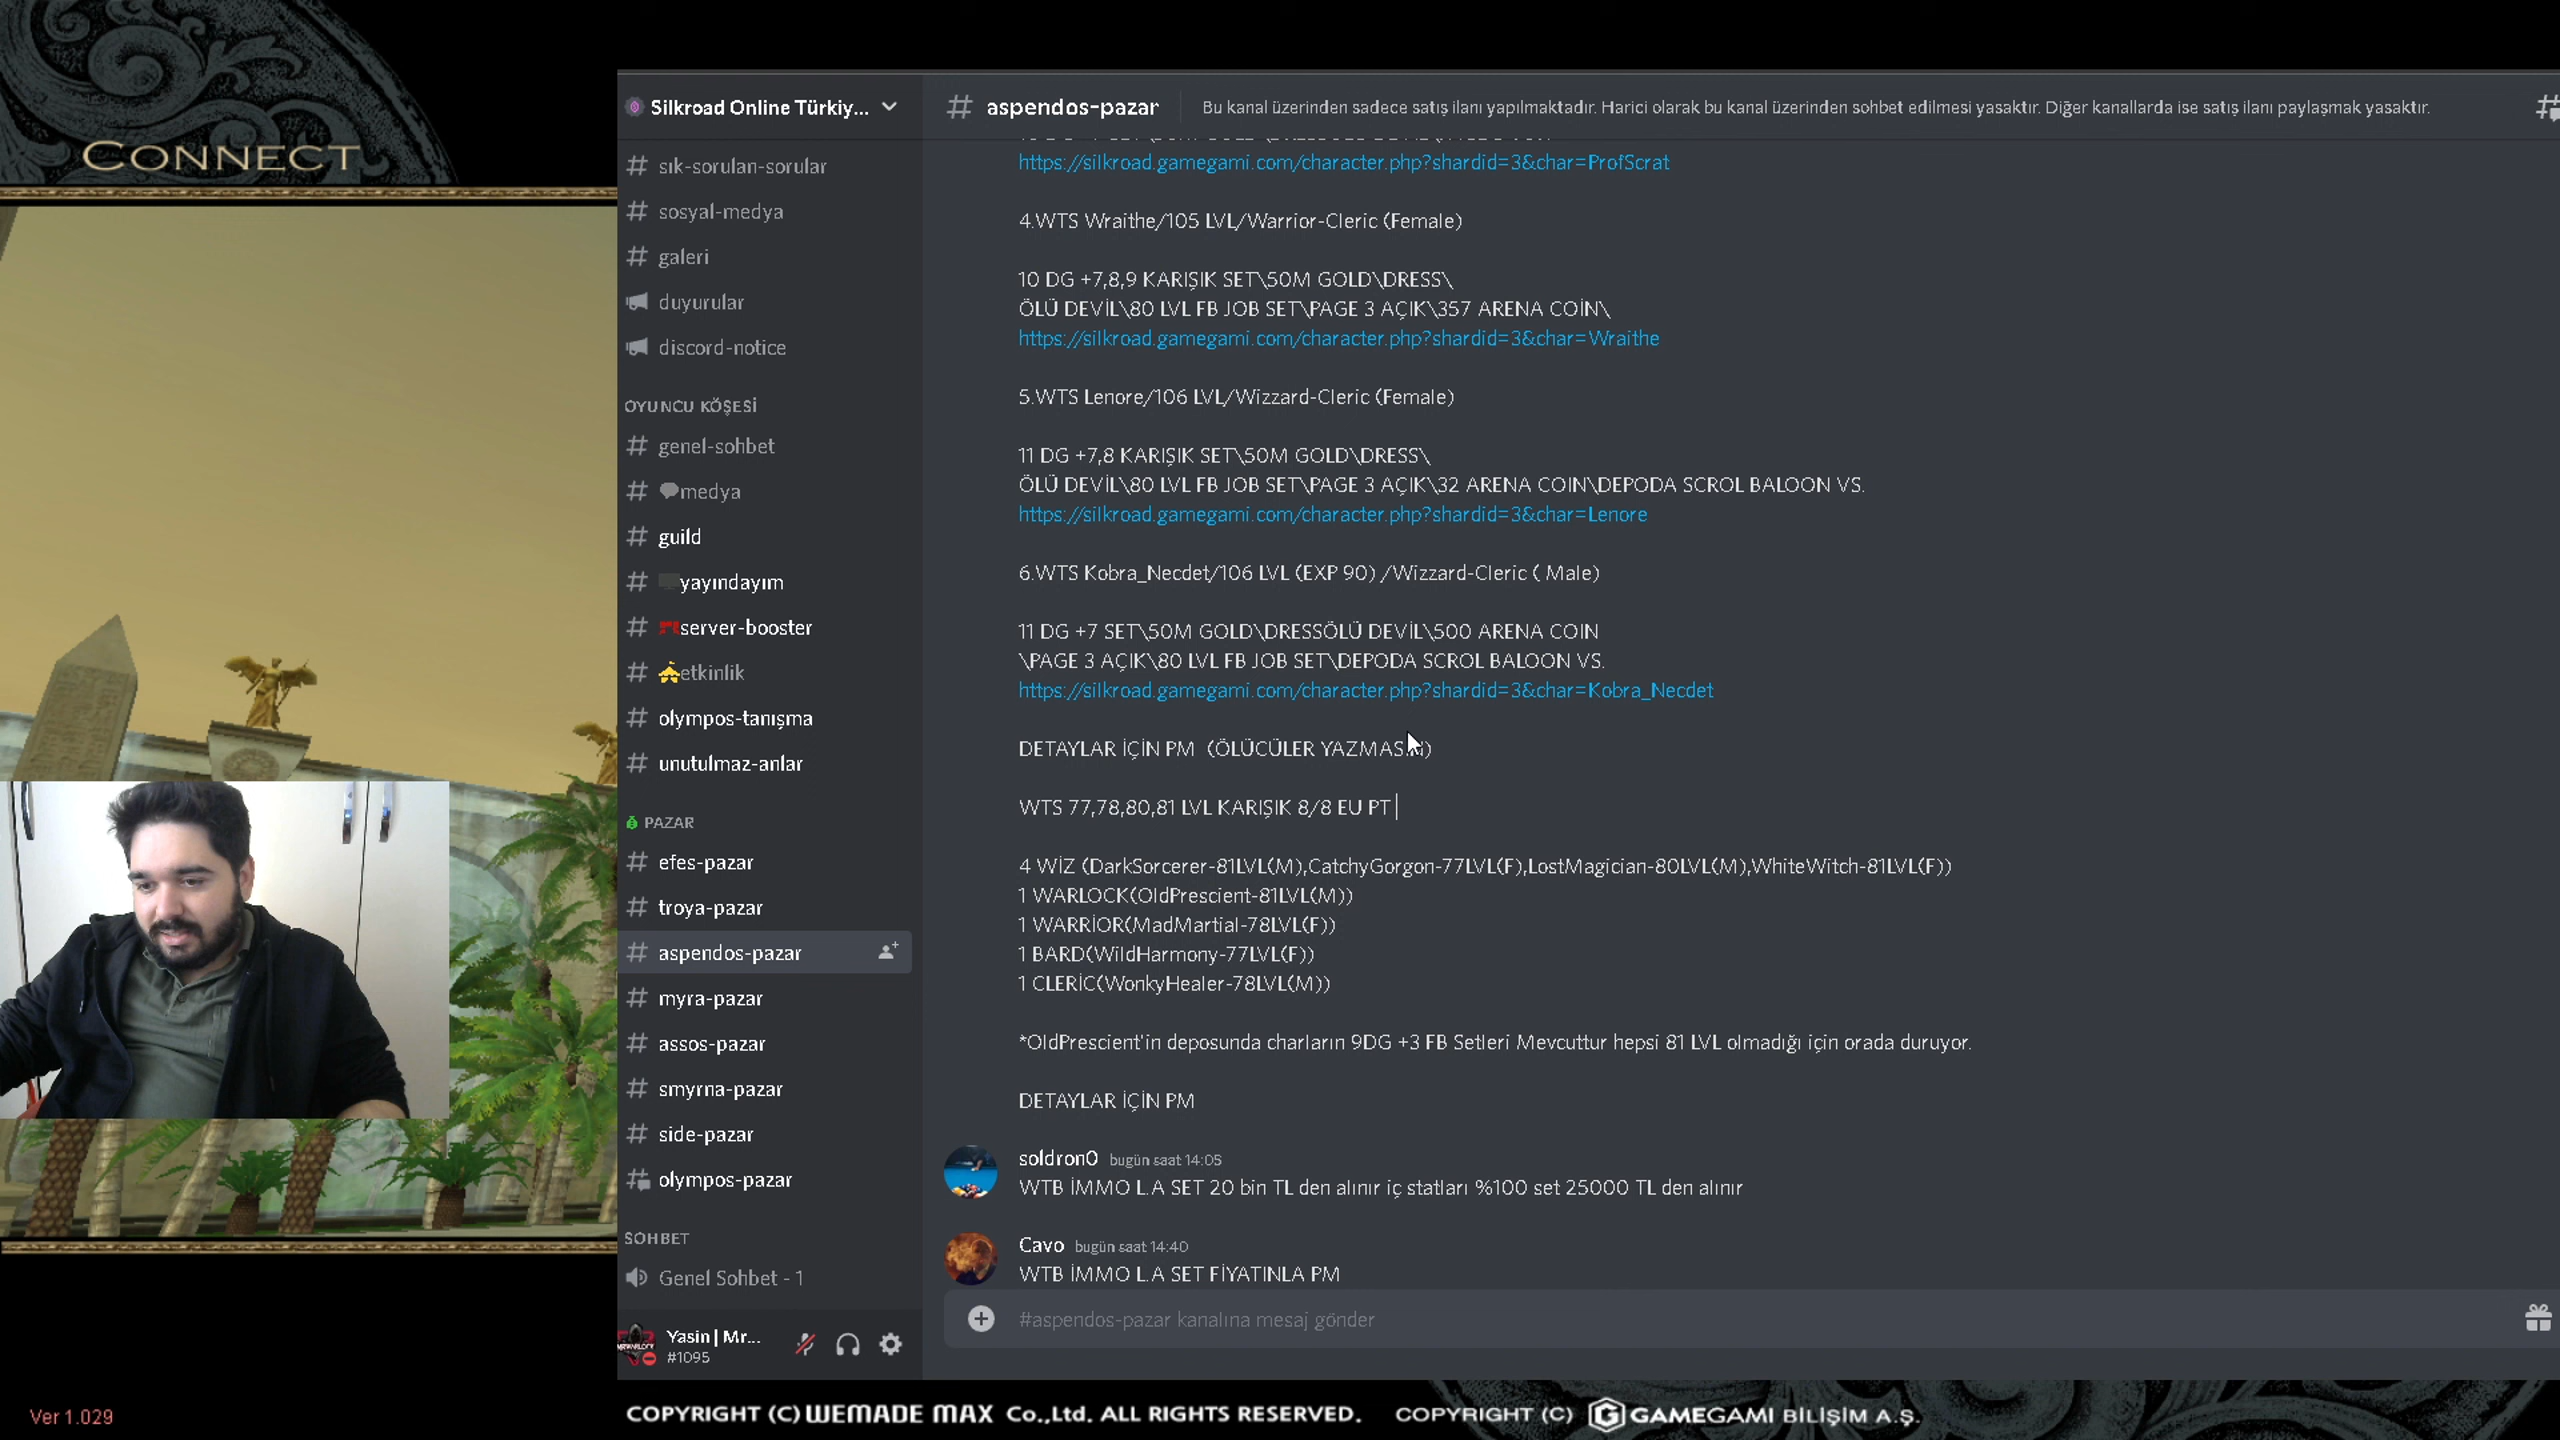 CONNECT
Silkroad Online Türkiy...
sık-sorulan-sorular
sosyal-medya
galeri
duyurular
discord-notice
OYUNCU KÖŞESİ
genel-sohbet
medya
guild
yayındayım
server-booster
etkinlik
olympos-tanışma
unutulmaz-anlar
PAZAR
efes-pazar
troya-pazar
aspendos-pazar
myra-pazar
assos-pazar
smyrna-pazar
side-pazar
olympos-pazar
SOHBET
Genel Sohbet - 1
Yasin | Mr...
#1095
# aspendos-pazar
Bu kanal üzerinden sadece satış ilanı yapılmaktadır. Harici olarak bu kanal üzerinden sohbet edilmesi yasaktır. Diğer kanallarda ise satış ilanı paylaşmak yasaktır.
https://silkroad.gamegami.com/character.php?shardid=3&char=ProfScrat
4.WTS Wraithe/105 LVL/Warrior-Cleric (Female)
10 DG +7,8,9 KARIŞIK SET\50M GOLD\DRESS\
ÖLÜ DEVİL\80 LVL FB JOB SET\PAGE 3 AÇIK\357 ARENA COİN\
https://silkroad.gamegami.com/character.php?shardid=3&char=Wraithe
5.WTS Lenore/106 LVL/Wizzard-Cleric (Female)
11 DG +7,8 KARIŞIK SET\50M GOLD\DRESS\
ÖLÜ DEVİL\80 LVL FB JOB SET\PAGE 3 AÇIK\32 ARENA COIN\DEPODA SCROL BALOON VS.
https://silkroad.gamegami.com/character.php?shardid=3&char=Lenore
6.WTS Kobra_Necdet/106 LVL (EXP 90) /Wizzard-Cleric ( Male)
11 DG +7 SET\50M GOLD\DRESSÖLÜ DEVİL\500 ARENA COIN
\PAGE 3 AÇIK\80 LVL FB JOB SET\DEPODA SCROL BALOON VS.
https://silkroad.gamegami.com/character.php?shardid=3&char=Kobra_Necdet
DETAYLAR İÇİN PM (ÖLÜCÜLER YAZMASIN)
WTS 77,78,80,81 LVL KARIŞIK 8/8 EU PT
4 WİZ (DarkSorcerer-81LVL(M),CatchyGorgon-77LVL(F),LostMagician-80LVL(M),WhiteWitch-81LVL(F))
1 WARLOCK(OldPrescient-81LVL(M))
1 WARRİOR(MadMartial-78LVL(F))
1 BARD(WildHarmony-77LVL(F))
1 CLERİC(WonkyHealer-78LVL(M))
*OldPrescient'in deposunda charların 9DG +3 FB Setleri Mevcuttur hepsi 81 LVL olmadığı için orada duruyor.
DETAYLAR İÇİN PM
soldron0 bugün saat 14:05
WTB İMMO L.A SET 20 bin TL den alınır iç statları %100 set 25000 TL den alınır
Cavo bugün saat 14:40
WTB İMMO L.A SET FİYATINLA PM
#aspendos-pazar kanalına mesaj gönder
Ver 1.029
COPYRIGHT (C) WEMADE MAX Co.,Ltd. ALL RIGHTS RESERVED. COPYRIGHT (C) GAMEGAMI BİLİŞİM A.Ş.